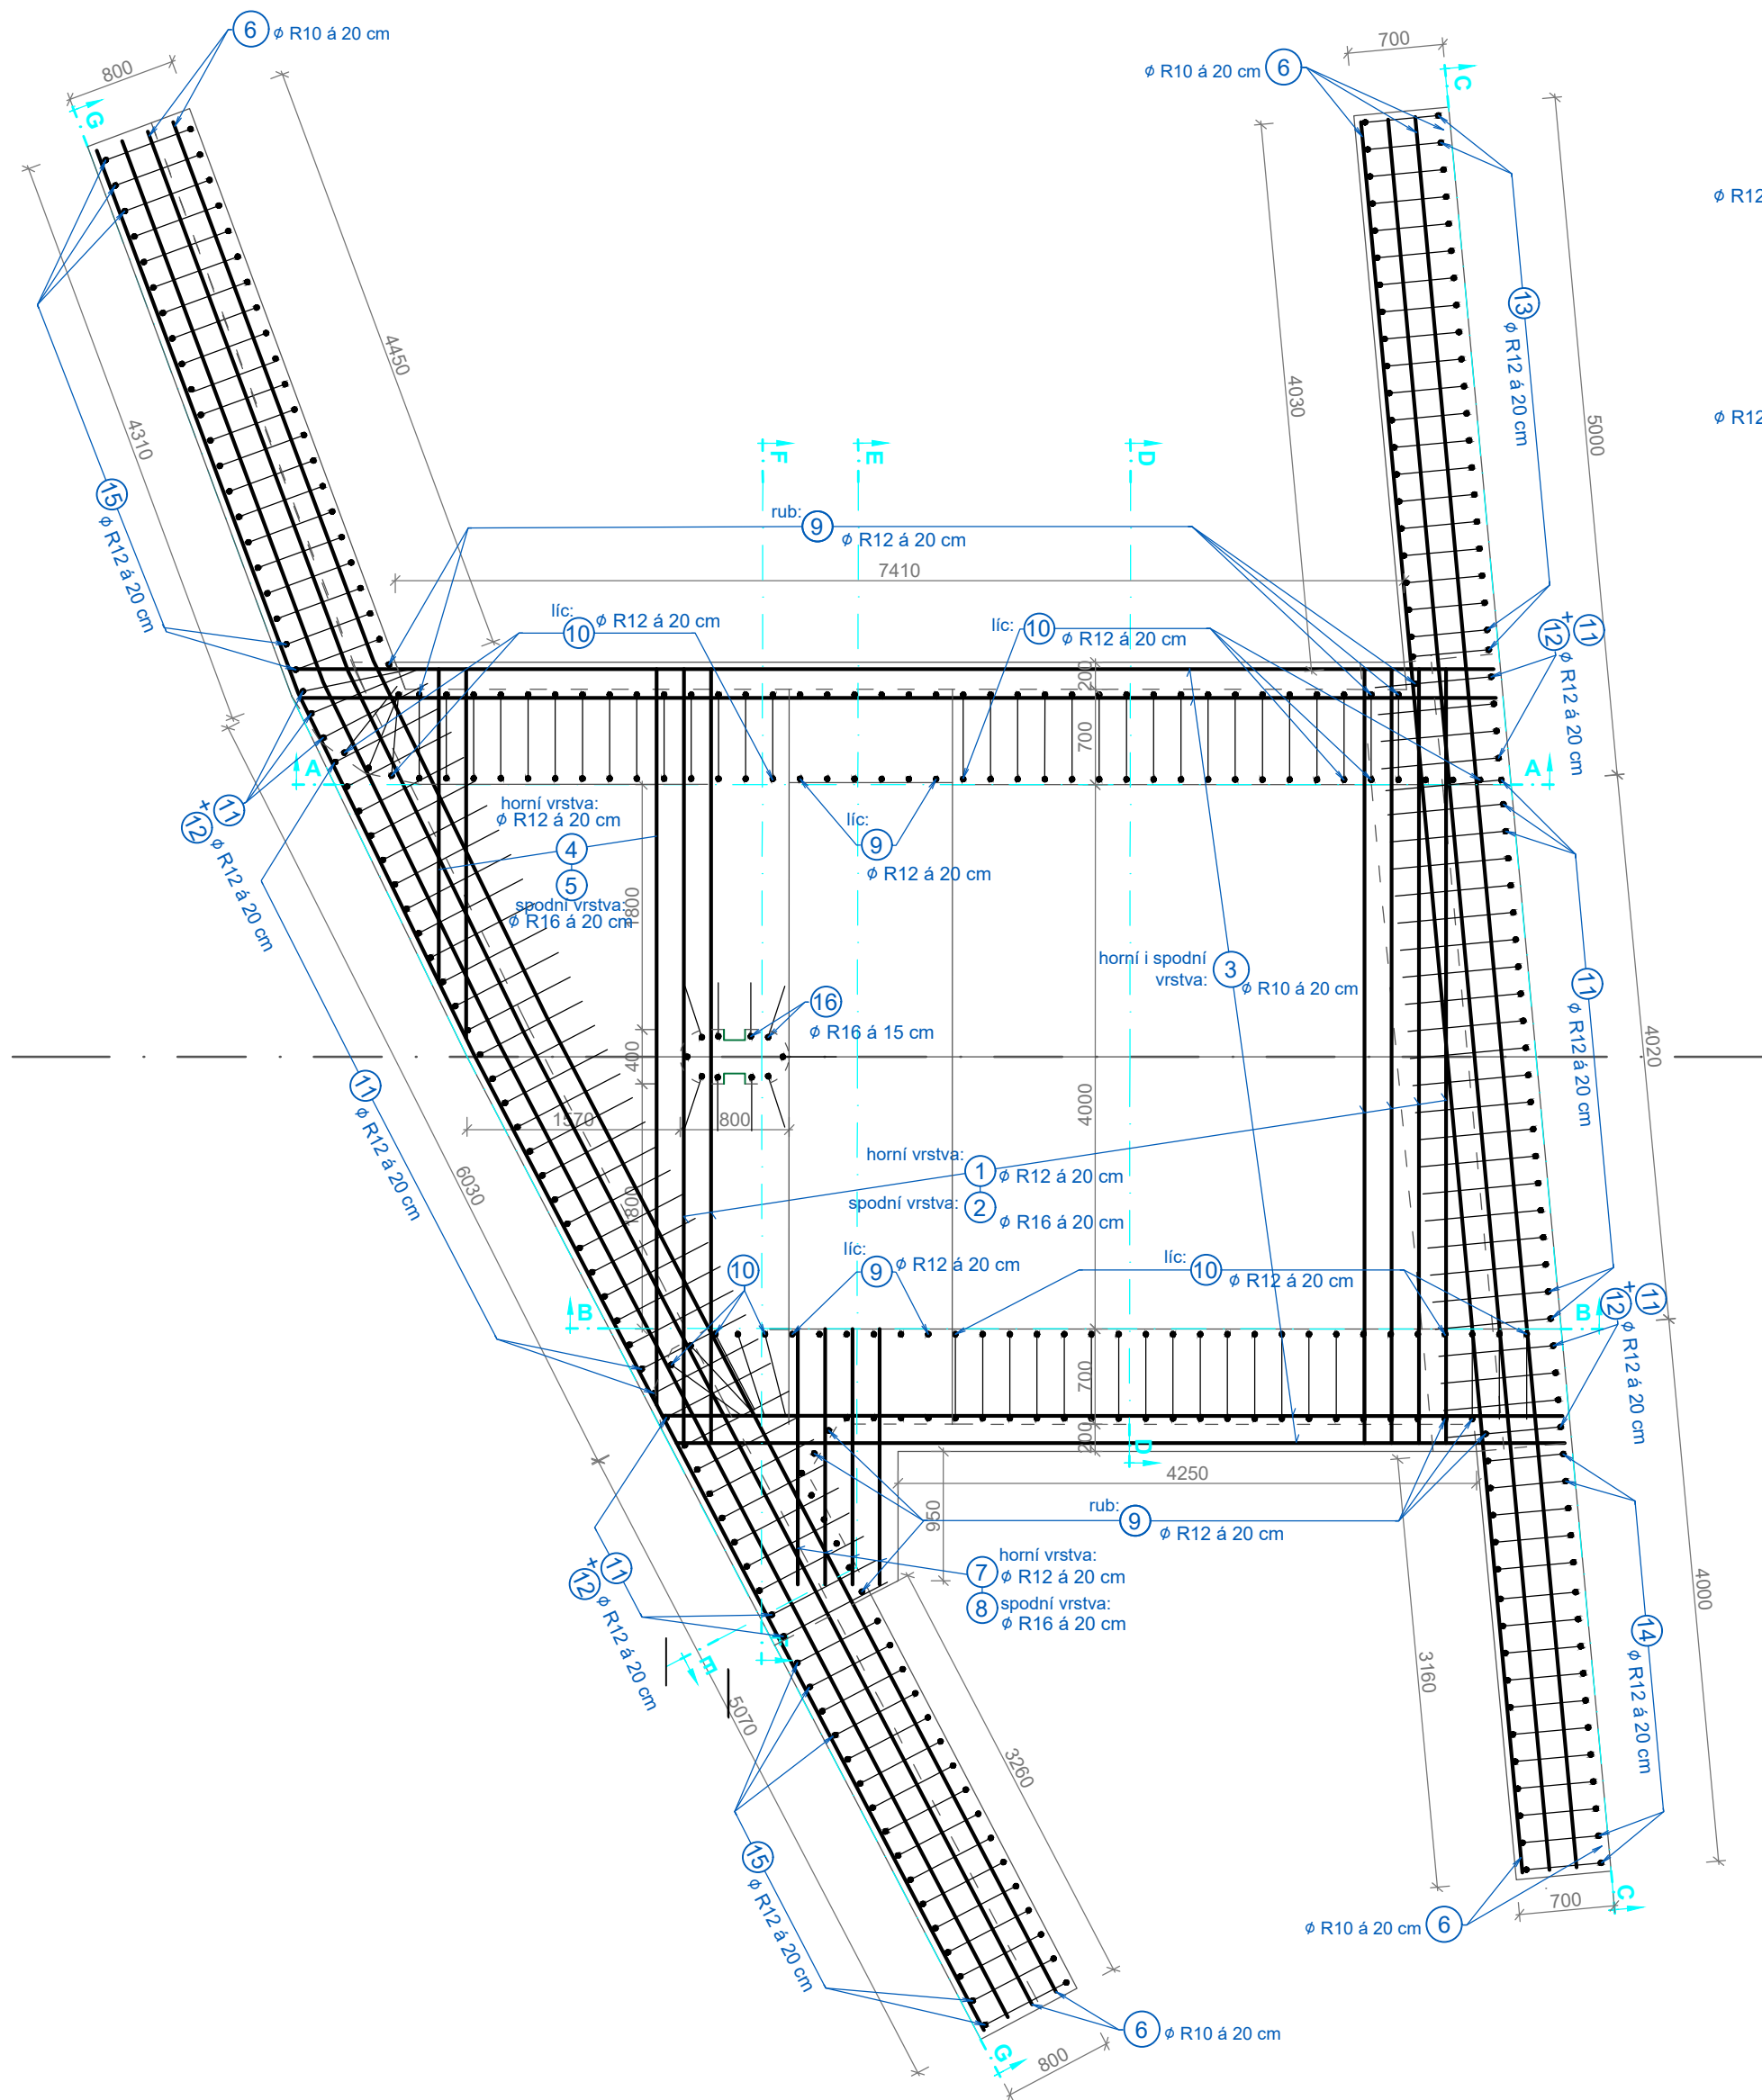 6 ϕ R10 á 20 cm
800
G
700
ϕ R10 á 20 cm 6
C
ϕ R12
ϕ R12
4450
4310
4030
5000
13 ϕ R12 á 20 cm
15 ϕ R12 á 20 cm
F
E
D
rub: 9
ϕ R12 á 20 cm
7410
líc: 10 ϕ R12 á 20 cm
líc: 10 ϕ R12 á 20 cm
+11
12 ϕ R12 á 20 cm
200
700
A
A
+11
12 ϕ R12 á 20 cm
horní vrstva:
ϕ R12 á 20 cm
4
5
spodní vrstva:
ϕ R16 á 20 cm
líc:
9
ϕ R12 á 20 cm
1800
horní i spodní
vrstva: 3
ϕ R10 á 20 cm
11 ϕ R12 á 20 cm
16
ϕ R16 á 15 cm
400
4020
11 ϕ R12 á 20 cm
1570
800
4000
6030
1800
horní vrstva:
1 ϕ R12 á 20 cm
spodní vrstva: 2
ϕ R16 á 20 cm
10
líc:
9 ϕ R12 á 20 cm
líc: 10
ϕ R12 á 20 cm
B
B
+11
12 ϕ R12 á 20 cm
700
200
D
4250
950
rub:
9
ϕ R12 á 20 cm
7 horní vrstva:
ϕ R12 á 20 cm
8 spodní vrstva:
ϕ R16 á 20 cm
+11
12 ϕ R12 á 20 cm
E
5070
3260
3160
4000
14 ϕ R12 á 20 cm
15 ϕ R12 á 20 cm
C
700
ϕ R10 á 20 cm 6
6 ϕ R10 á 20 cm
G
800